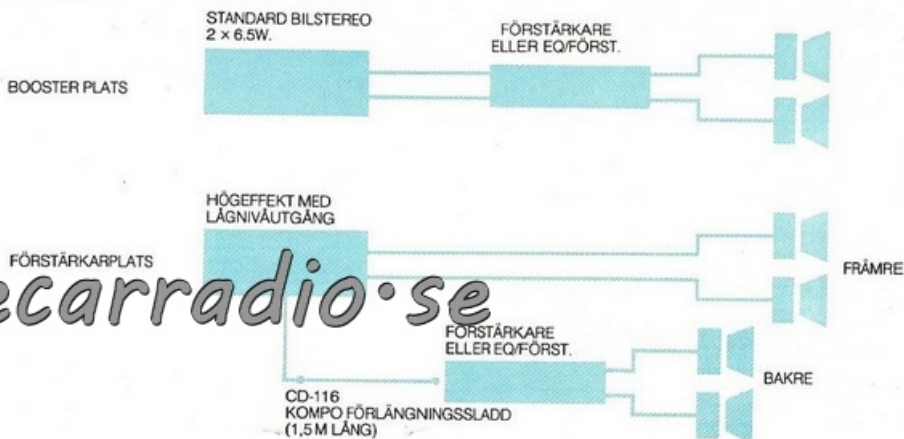 STANDARD BILSTEREO
2 × 6.5W.
FÖRSTÄRKARE
ELLER EQ/FÖRST.
BOOSTER PLATS
HÖGEFFEKT MED
LÅGNIVÅUTGÅNG
FÖRSTÄRKARPLATS
FRÄMRE
ecarradio•se
FÖRSTÄRKARE
ELLER EQ/FÖRST.
BAKRE
CD-116
KOMPO FÖRLÄNGNINGSSLADD
(1,5 M LÅNG)